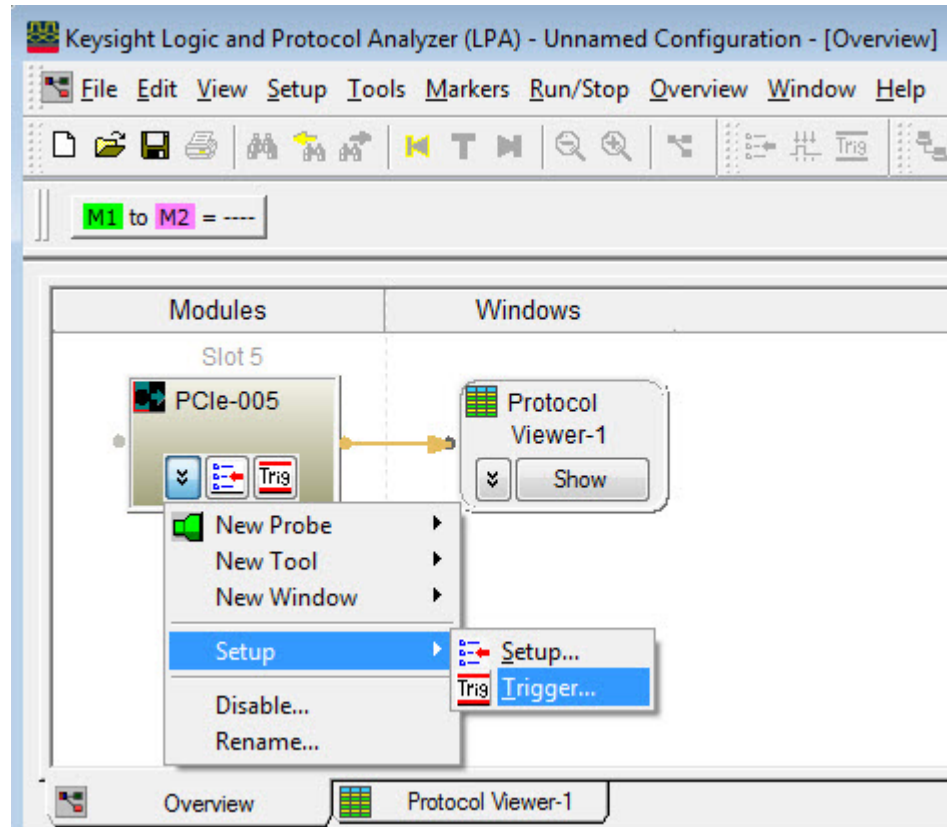 Keysight Logic and Protocol Analyzer (LPA) - Unnamed Configuration - [Overview]
File Edit View Setup Tools Markers Run/Stop Overview Window Help
T Trig
M1 to M2 = ----
Modules Windows
Slot 5
PCIe-005
Trig
Protocol
Viewer-1
Show
New Probe
New Tool
New Window
Setup
Setup...
Trig Trigger...
Disable...
Rename...
Overview Protocol Viewer-1